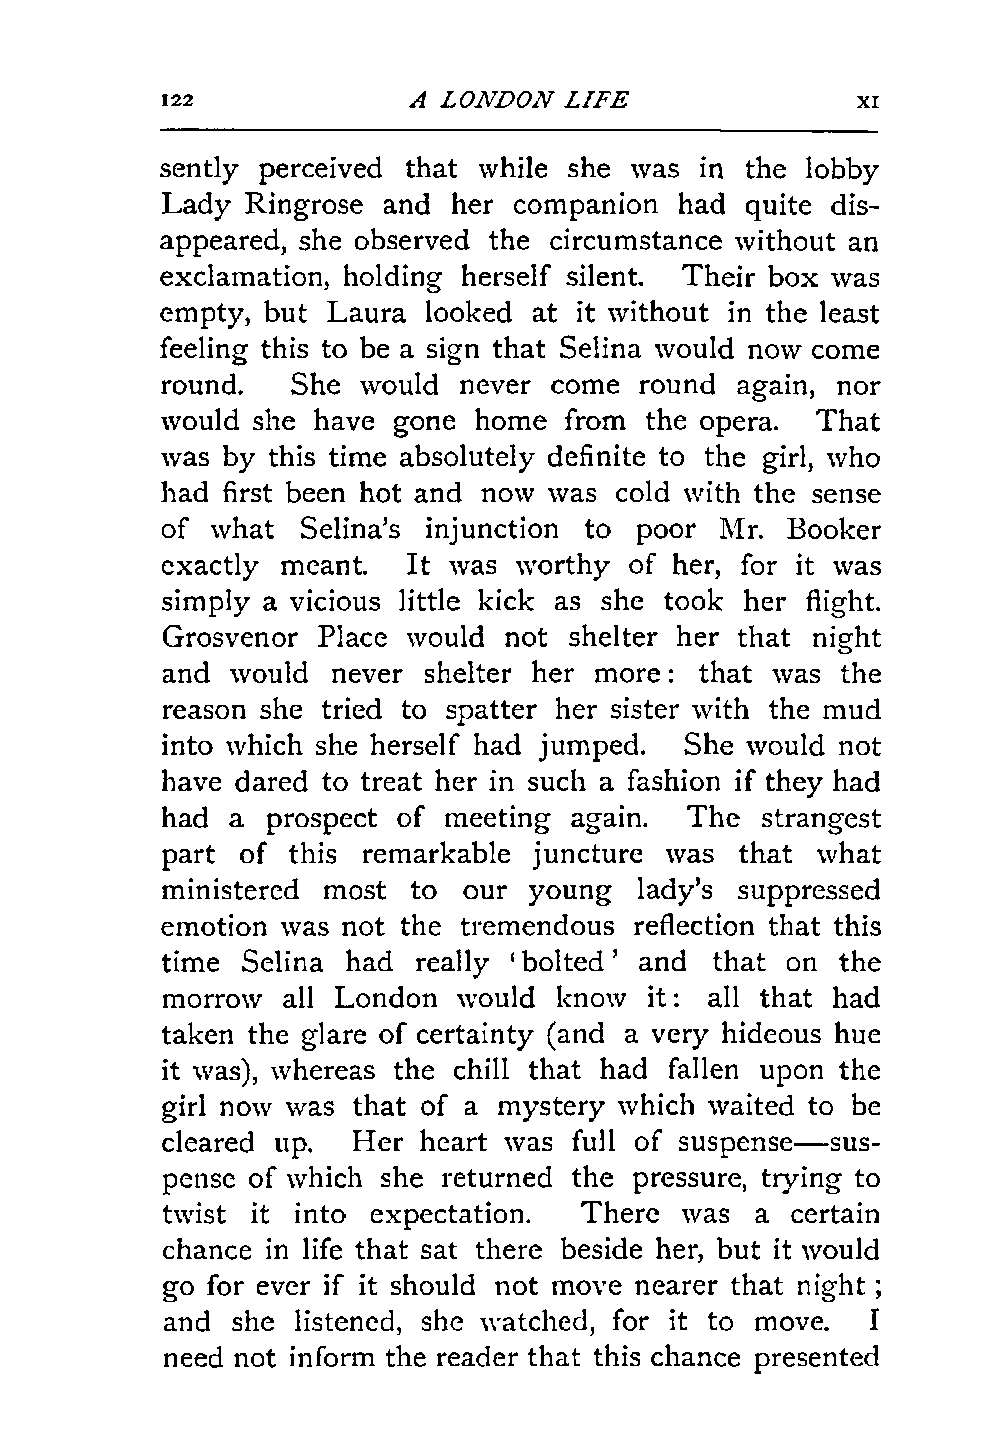 122 A LONDON LIFE XI
sently perceived that while she was in the lobby
Lady Ringrose and her companion had quite dis-
appeared, she observed the circumstance without an
exclamation, holding herself silent. Their box was
empty, but Laura looked at it without in the least
feeling this to be a sign that Selina would now come
round. She would never come round again, nor
would she have gone home from the opera. That
was by this time absolutely definite to the girl, who
had first been hot and now was cold with the sense
of what Selina's injunction to poor Mr. Booker
exactly meant. It was worthy of her, for it was
simply a vicious little kick as she took her flight.
Grosvenor Place would not shelter her that night
and would never shelter her more: that was the
reason she tried to spatter her sister with the mud
into which she herself had jumped. She would not
have dared to treat her in such a fashion if they had
had a prospect of meeting again. The strangest
part of this remarkable juncture was that what
ministered most to our young lady's suppressed
emotion was not the tremendous reflection that this
time Selina had really ‘bolted’ and that on the
morrow all London would know it: all that had
taken the glare of certainty (and a very hideous hue
it was), whereas the chill that had fallen upon the
girl now was that of a mystery which waited to be
cleared up. Her heart was full of suspense—sus-
pense of which she returned the pressure, trying to
twist it into expectation. There was a certain
chance in life that sat there beside her, but it would
go for ever if it should not move nearer that night;
and she listened, she watched, for it to move. I
need not inform the reader that this chance presented